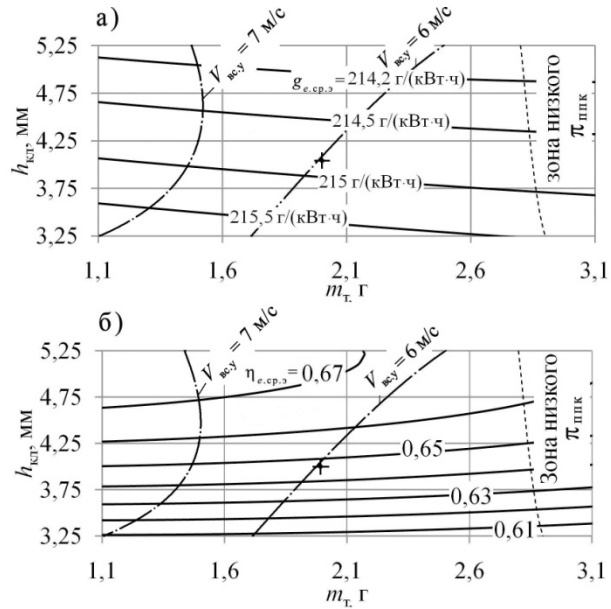 а)
5,25
4,75
4,25
3,75
3,25
h кл, мм
V вс.у = 7 м/с
V вс.у = 6 м/с
g е.ср.э = 214,2 г/(кВт·ч)
214,5 г/(кВт·ч)
215 г/(кВт·ч)
215,5 г/(кВт·ч)
зона низкого
π ппк
1,1 1,6 2,1 2,6 3,1
m т, г
б)
5,25
4,75
4,25
3,75
3,25
h кл, мм
V вс.у = 7 м/с
V вс.у = 6 м/с
η е.ср.э = 0,67
0,65
0,63
0,61
Зона низкого
π ппк
1,1 1,6 2,1 2,6 3,1
m т, г